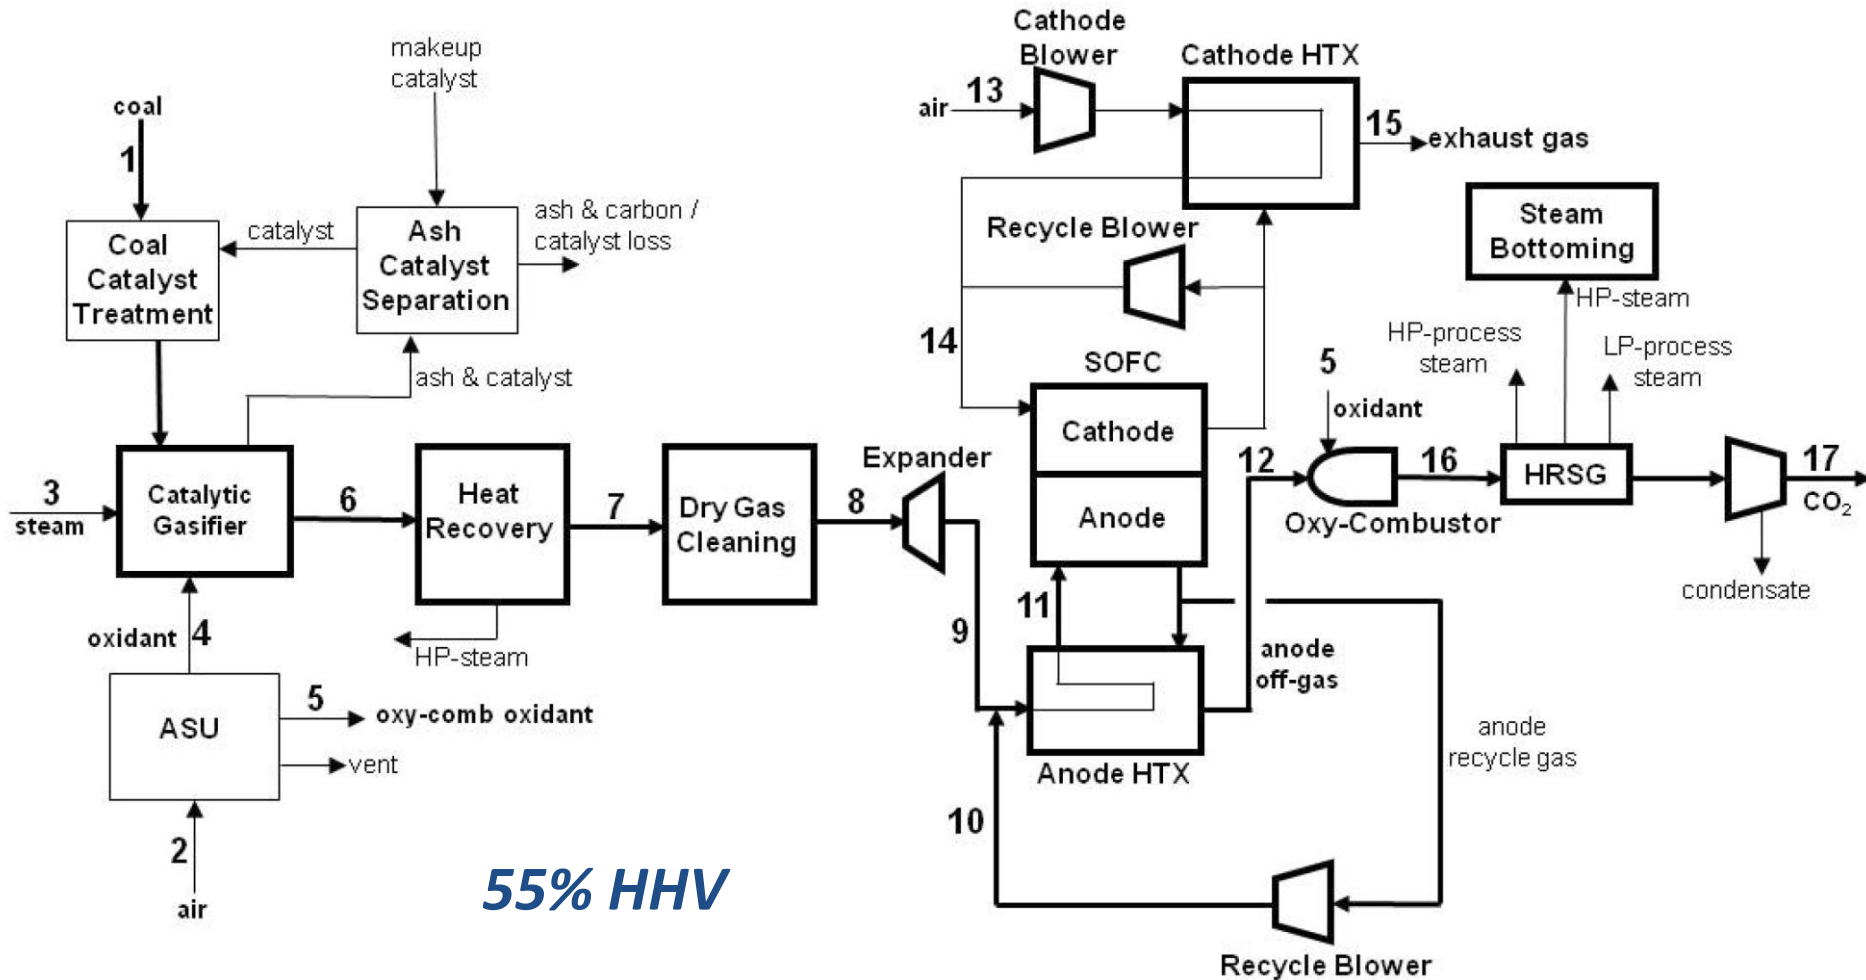 makeup
catalyst
coal
1
Coal
Catalyst
Treatment
catalyst
Ash
Catalyst
Separation
ash & carbon /
catalyst loss
ash & catalyst
3
steam
Catalytic
Gasifier
6
Heat
Recovery
HP-steam
7
Dry Gas
Cleaning
8
Expander
oxidant 4
ASU
5
oxy-comb oxidant
vent
2
air
55% HHV
Cathode
Blower
air
13
Cathode HTX
15
exhaust gas
Recycle Blower
14
SOFC
Cathode
Anode
11
9
10
Anode HTX
anode
off-gas
12
5
oxidant
Oxy-Combustor
16
HRSG
HP-process
steam
HP-steam
LP-process
steam
Steam
Bottoming
17
CO2
condensate
anode
recycle gas
Recycle Blower